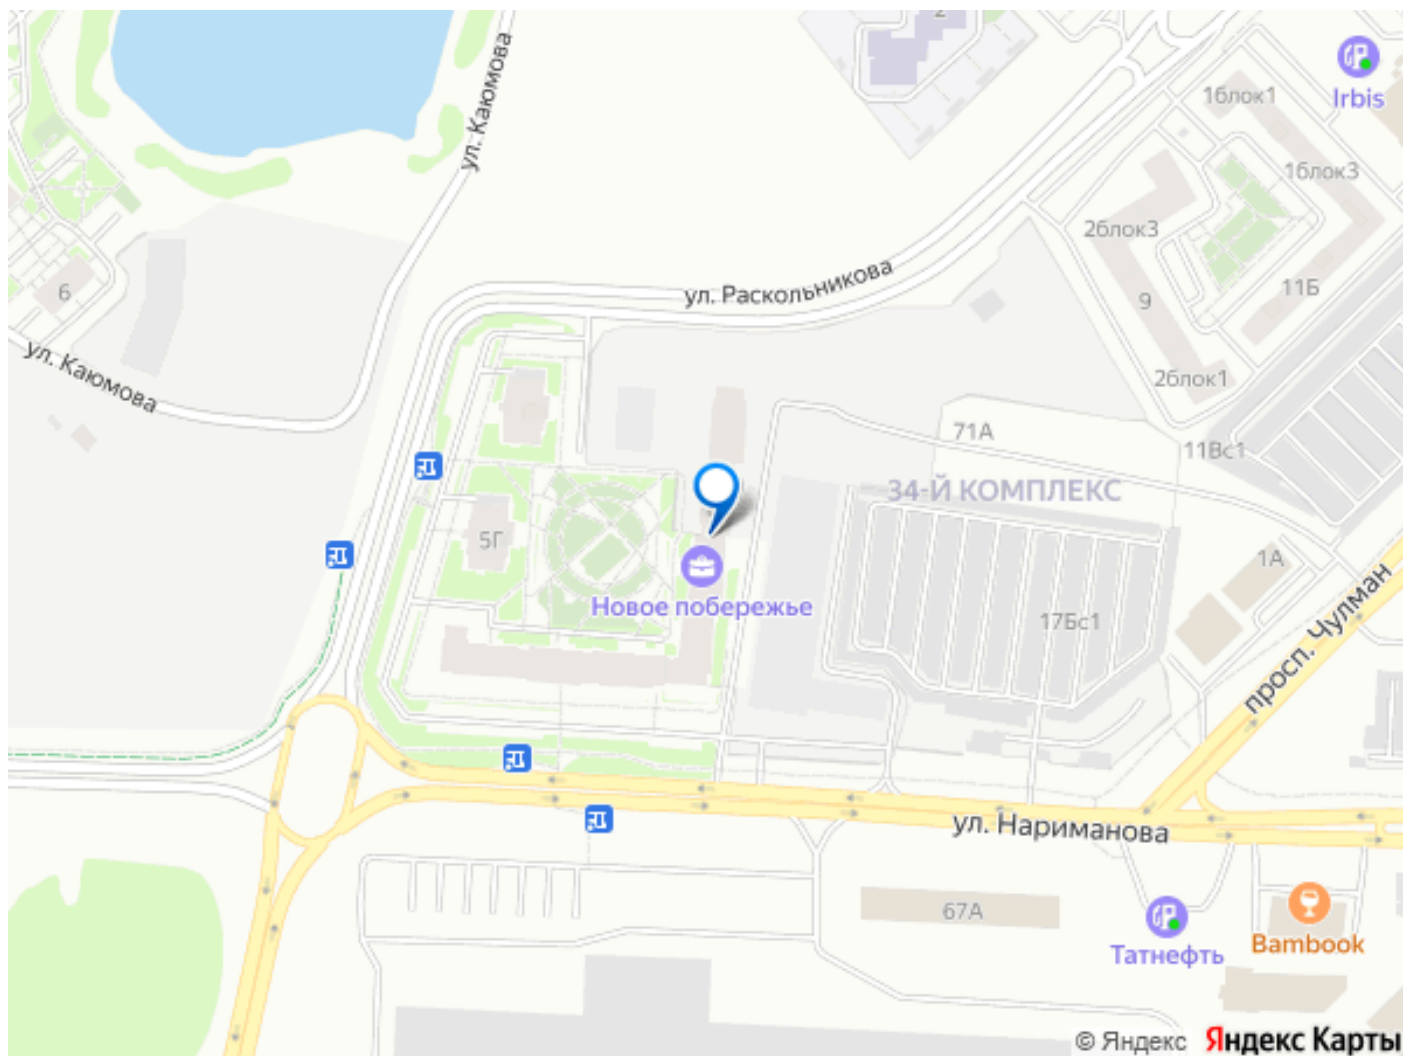 2
ул. Каюмова
Irbis
1блок1
1блок3
2блок3
ул. Раскольникова
6
9
11Б
ул. Каюмова
2блок1
71А
11Вс1
34-Й КОМПЛЕКС
5Г
1А
Новое побережье
17Бс1
просп. Чулман
ул. Нариманова
67А
Татнефть
Bambook
© Яндекс Яндекс Карты